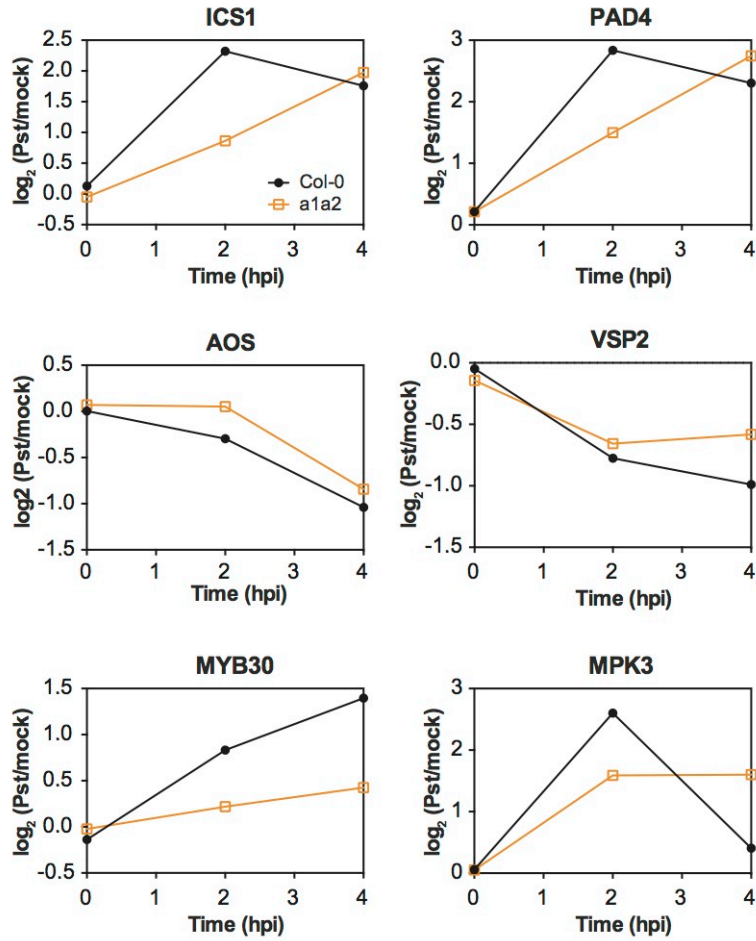 ICS1
PAD4
log₂ (Pst/mock)
2.5
2.0
1.5
1.0
0.5
0.0
-0.5
Col-0
a1a2
0 1 2 3 4
Time (hpi)
log₂ (Pst/mock)
3
2
1
0
0 1 2 3 4
Time (hpi)
AOS
VSP2
log2 (Pst/mock)
0.5
0.0
-0.5
-1.0
-1.5
0 1 2 3 4
Time (hpi)
log₂ (Pst/mock)
0.0
-0.5
-1.0
-1.5
0 1 2 3 4
Time (hpi)
MYB30
MPK3
log₂ (Pst/mock)
1.5
1.0
0.5
0.0
-0.5
0 1 2 3 4
Time (hpi)
log₂ (Pst/mock)
3
2
1
0
0 1 2 3 4
Time (hpi)